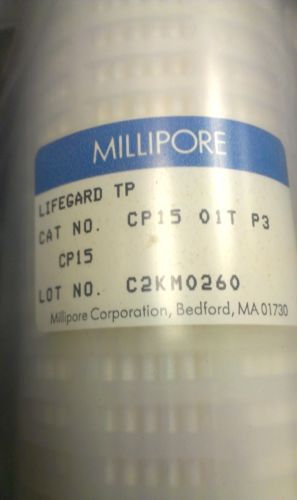 MILLIPORE
LIFEGARD TP
CAT NO. CP15 01T P3
CP15
LOT NO. C2KM0260
Millipore Corporation, Bedford, MA 01730